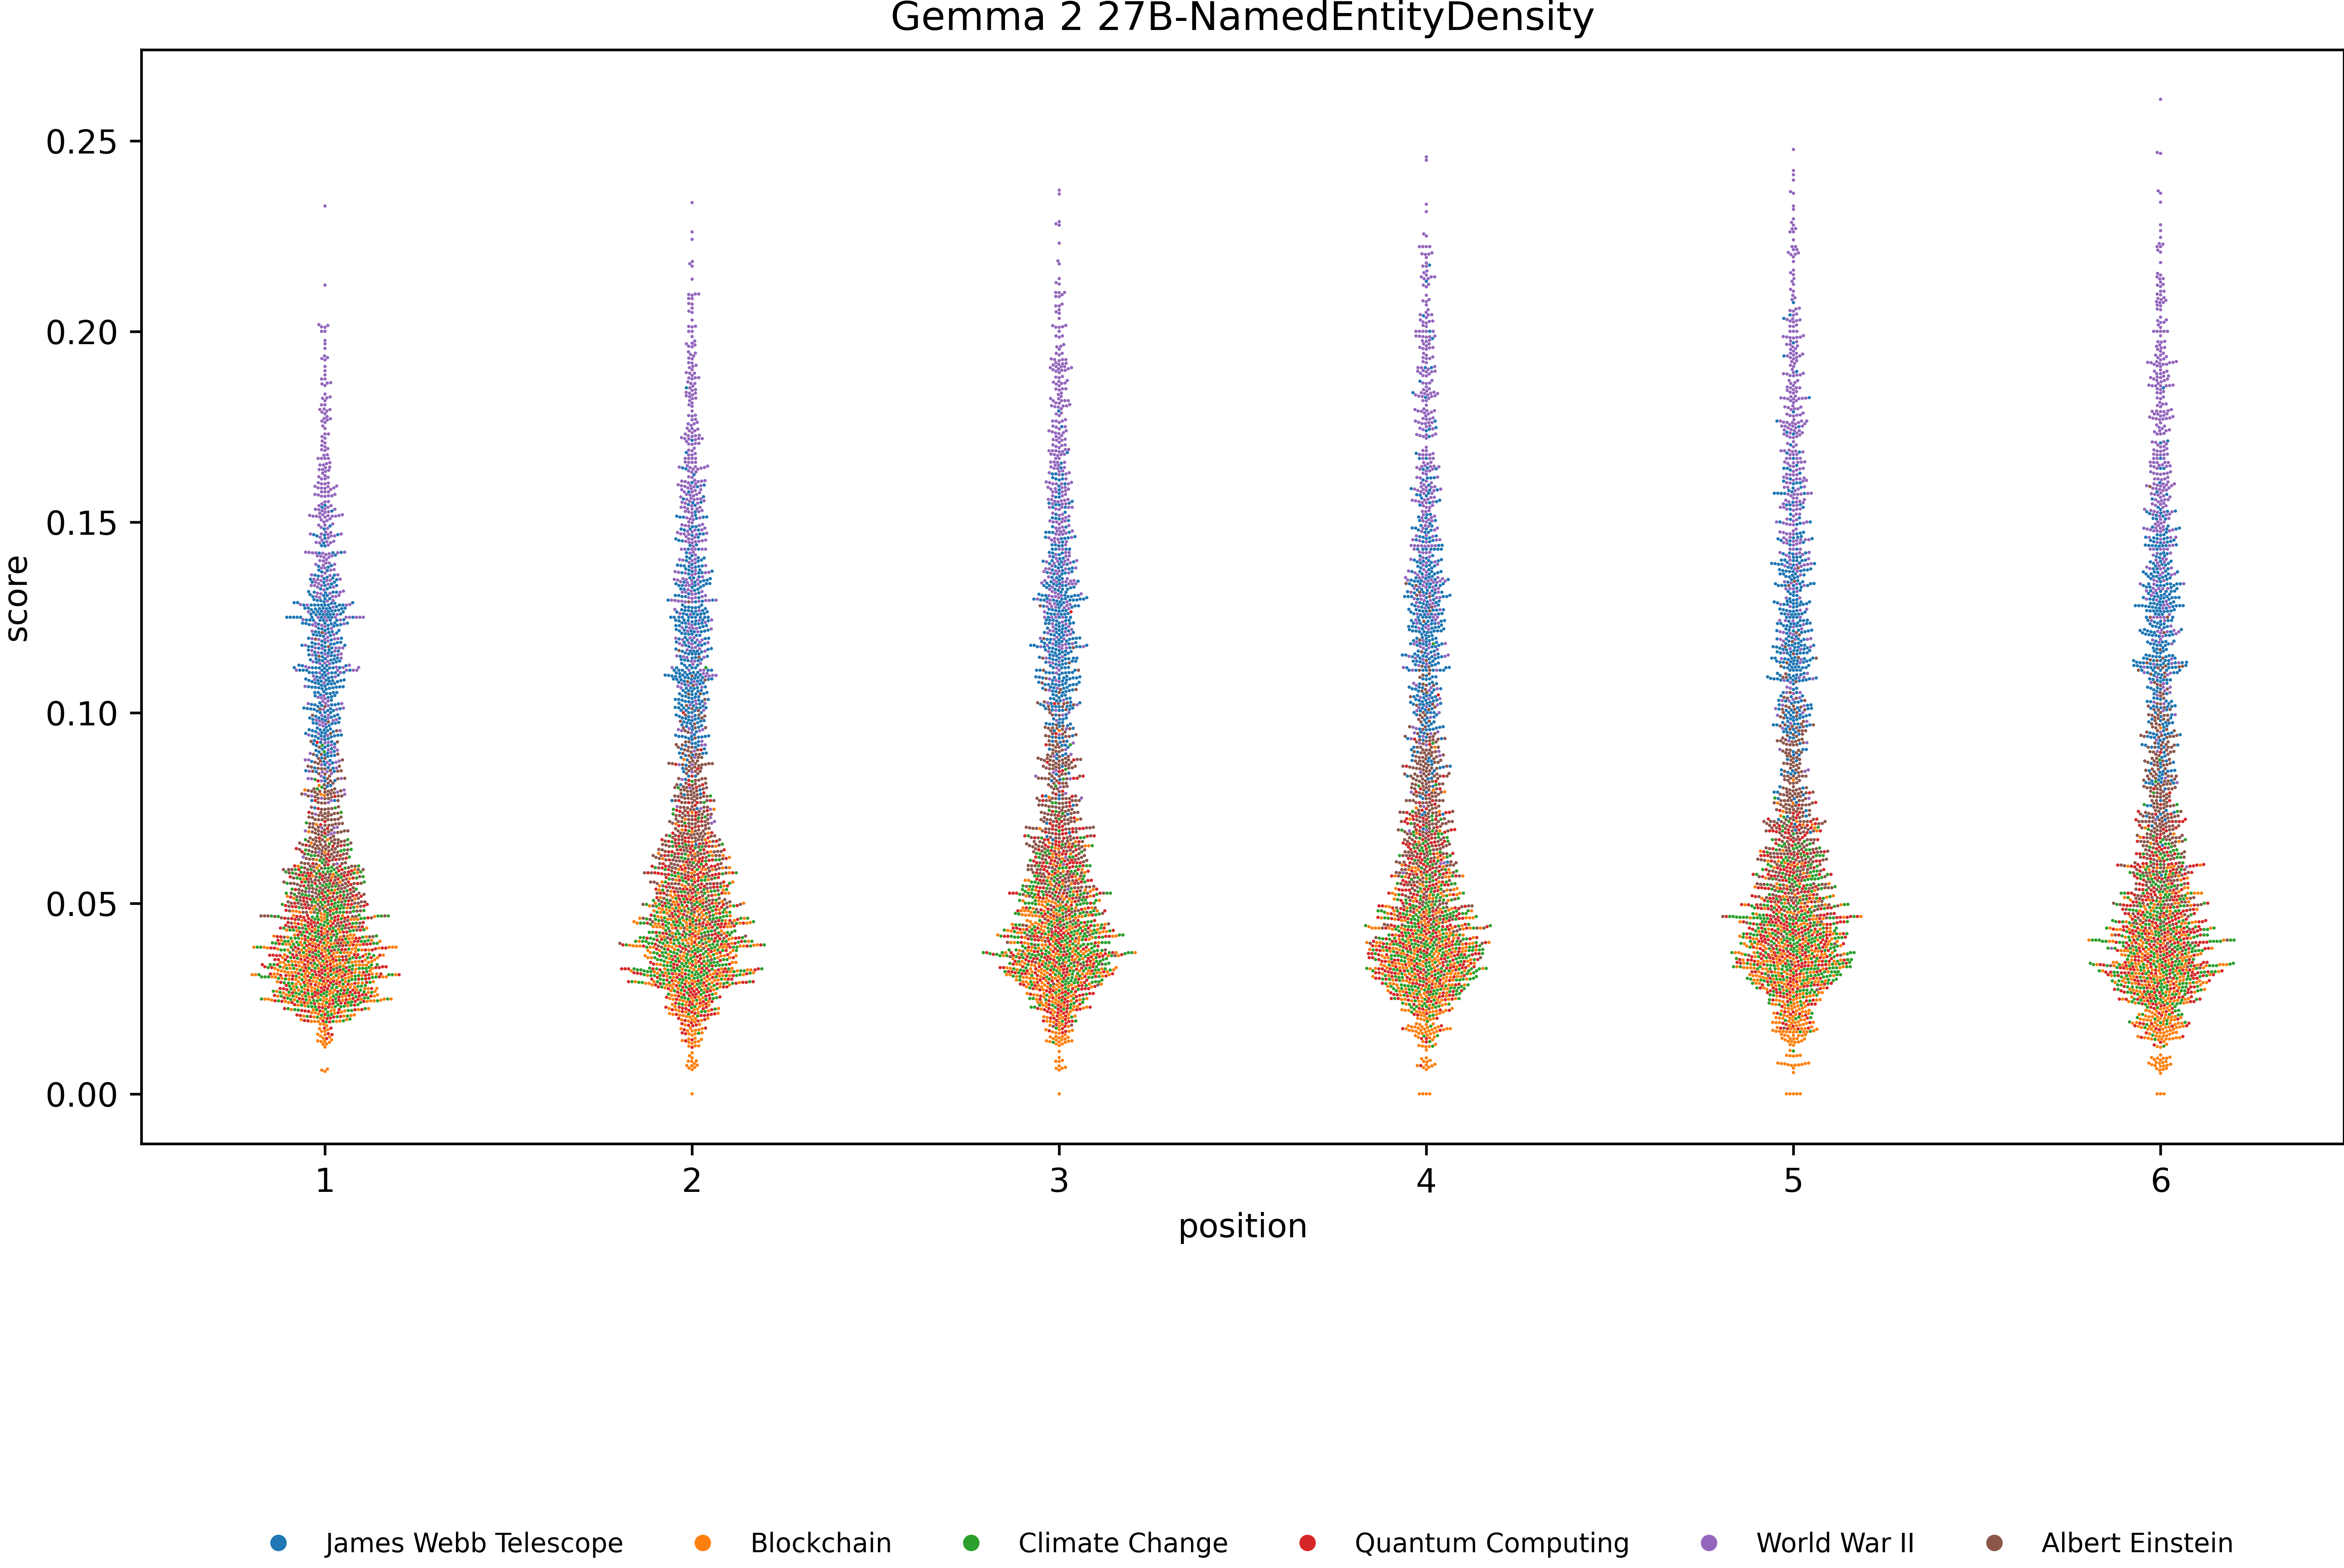 Gemma 2 27B-NamedEntityDensity
0.25
0.20
0.15
0.10
0.05
0.00
score
1 2 3 4 5 6
position
James Webb Telescope Blockchain Climate Change Quantum Computing World War II Albert Einstein